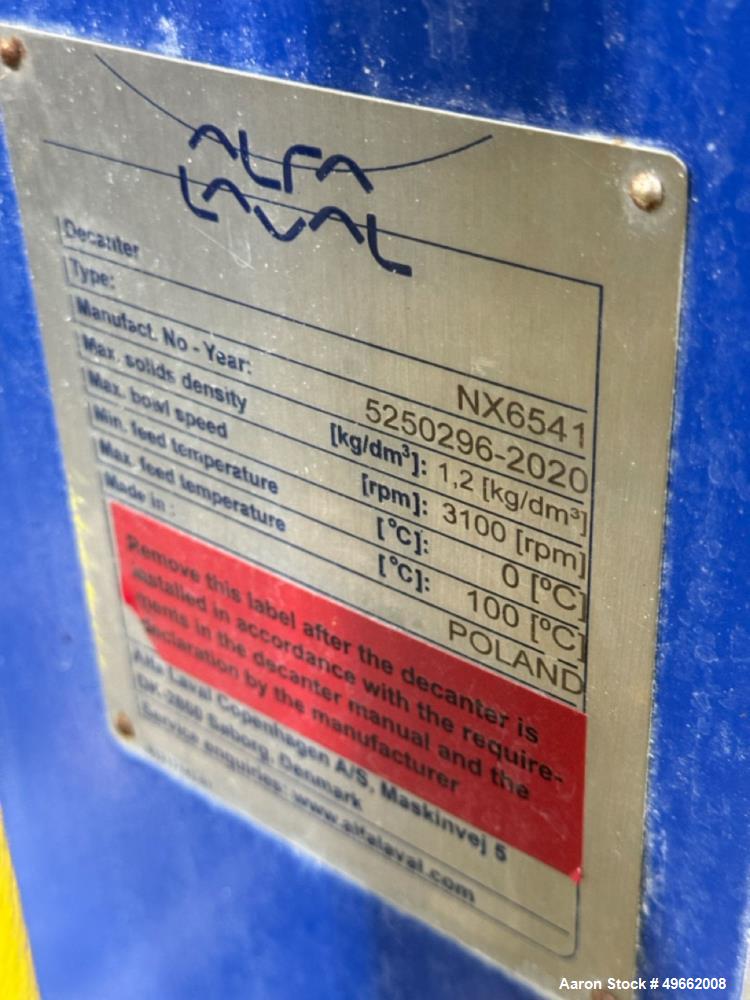 ALFA
LAVAL
Decanter
Type: NX6541
Manufact. No - Year: 5250296-2020
Max. solids density [kg/dm³]: 1,2 [kg/dm³]
Max. bowl speed [rpm]: 3100 [rpm]
Min. feed temperature [°C]: 0 [ºC]
Max. feed temperature [°C]: 100 [ºC]
Made in : POLAND
Remove this label after the decanter is
installed in accordance with the require-
ments in the decanter manual and the
declaration by the manufacturer
Alfa Laval Copenhagen A/S, Maskinvej 5
DK-2860 Søborg, Denmark
Service enquiries: www.alfalaval.com
Aaron Stock # 49662008